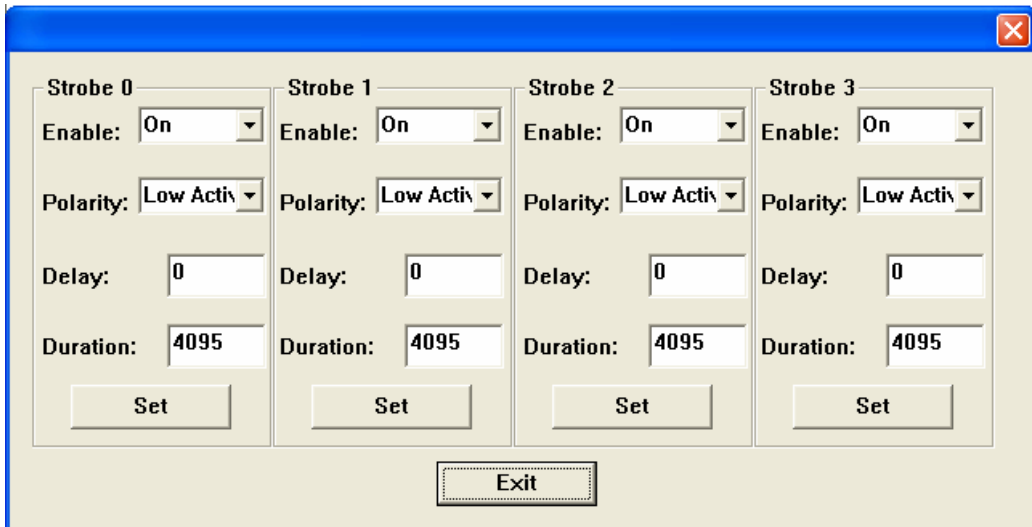 Strobe 0
Enable: On
Polarity: Low Activ
Delay: 0
Duration: 4095
Set
Strobe 1
Enable: On
Polarity: Low Activ
Delay: 0
Duration: 4095
Set
Strobe 2
Enable: On
Polarity: Low Activ
Delay: 0
Duration: 4095
Set
Strobe 3
Enable: On
Polarity: Low Activ
Delay: 0
Duration: 4095
Set
Exit